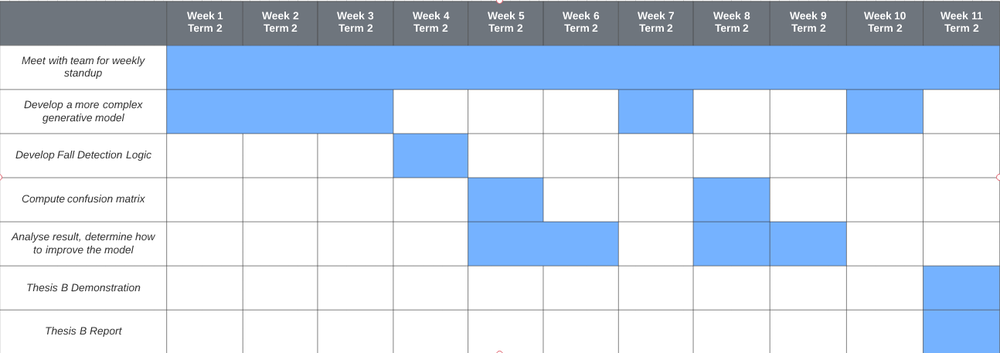 Week 1 Week 2 Week 3 Week 4 Week 5 Week 6 Week 7 Week 8 Week 9 Week 10 Week 11
Term 2 Term 2 Term 2 Term 2 Term 2 Term 2 Term 2 Term 2 Term 2 Term 2 Term 2
Meet with team for weekly
standup
Develop a more complex
generative model
Develop Fall Detection Logic
Compute confusion matrix
Analyse result, determine how
to improve the model
Thesis B Demonstration
Thesis B Report